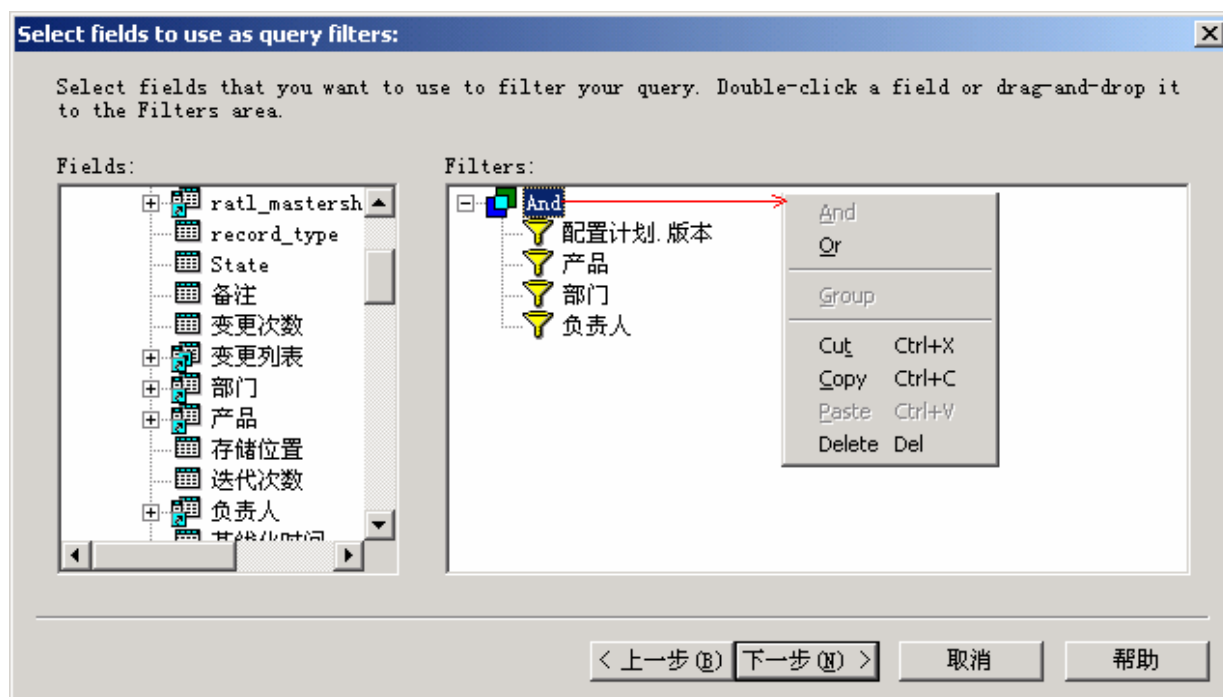 Select fields to use as query filters:
Select fields that you want to use to filter your query. Double-click a field or drag-and-drop it
to the Filters area.
Fields:
ratl_mastersh
record_type
State
备注
变更次数
变更列表
部门
产品
存储位置
迭代次数
负责人
基线化时间
Filters:
And
配置计划.版本
产品
部门
负责人
And
Or
Group
Cut Ctrl+X
Copy Ctrl+C
Paste Ctrl+V
Delete Del
< 上一步(B) 下一步(N) > 取消 帮助